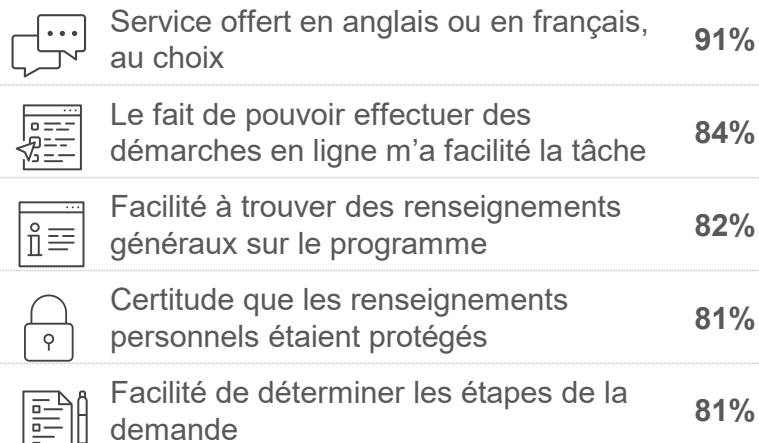 Service offert en anglais ou en français,
au choix
91%
Le fait de pouvoir effectuer des
démarches en ligne m’a facilité la tâche
84%
Facilité à trouver des renseignements
généraux sur le programme
82%
Certitude que les renseignements
personnels étaient protégés
81%
Facilité de déterminer les étapes de la
demande
81%